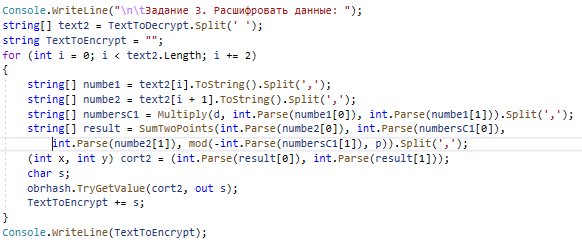 Console.WriteLine("\n\tЗадание 3. Расшифровать данные: ");
string[] text2 = TextToDecrypt.Split(' ');
string TextToEncrypt = "";
for (int i = 0; i < text2.Length; i += 2)
{
string[] numbe1 = text2[i].ToString().Split(',');
string[] numbe2 = text2[i + 1].ToString().Split(',');
string[] numbersC1 = Multiply(d, int.Parse(numbe1[0]), int.Parse(numbe1[1])).Split(',');
string[] result = SumTwoPoints(int.Parse(numbe2[0]), int.Parse(numbersC1[0]),
int.Parse(numbe2[1]), mod(-int.Parse(numbersC1[1]), p)).Split(',');
(int x, int y) cort2 = (int.Parse(result[0]), int.Parse(result[1]));
char s;
obrhash.TryGetValue(cort2, out s);
TextToEncrypt += s;
}
Console.WriteLine(TextToEncrypt);